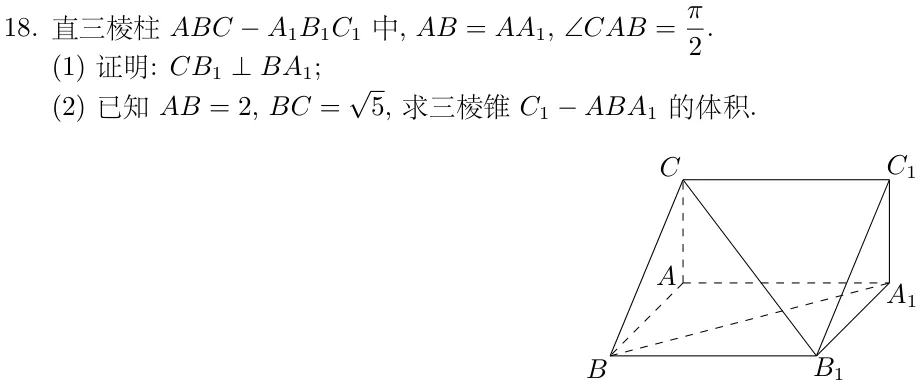 18. 直三棱柱 ABC − A₁B₁C₁ 中, AB = AA₁, ∠CAB = π/2.
(1) 证明: CB₁ ⊥ BA₁;
(2) 已知 AB = 2, BC = √5, 求三棱锥 C₁ − ABA₁ 的体积.
C C₁
A A₁
B B₁